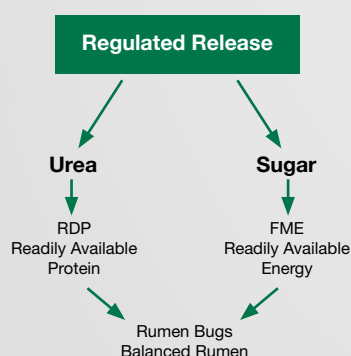 Regulated Release
Urea
Sugar
RDP
Readily Available
Protein
FME
Readily Available
Energy
Rumen Bugs
Balanced Rumen